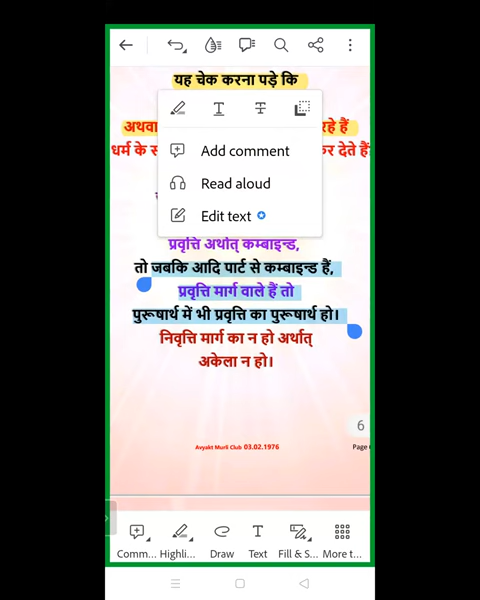 यह चेक करना पड़े कि
अथवा
रहे हैं
धर्म के
कर देते हैं
Add comment
Read aloud
Edit text
प्रवृत्ति अर्थात् कम्बाइन्ड,
तो जबकि आदि पार्ट से कम्बाइन्ड हैं,
प्रवृत्ति मार्ग वाले हैं तो
पुरूषार्थ में भी प्रवृत्ति का पुरूषार्थ हो।
निवृत्ति मार्ग का न हो अर्थात्
अकेला न हो।
6
Avyakt Murli Club 03.02.1976
Page
Comm...
Highli...
Draw
Text
Fill & S...
More t...